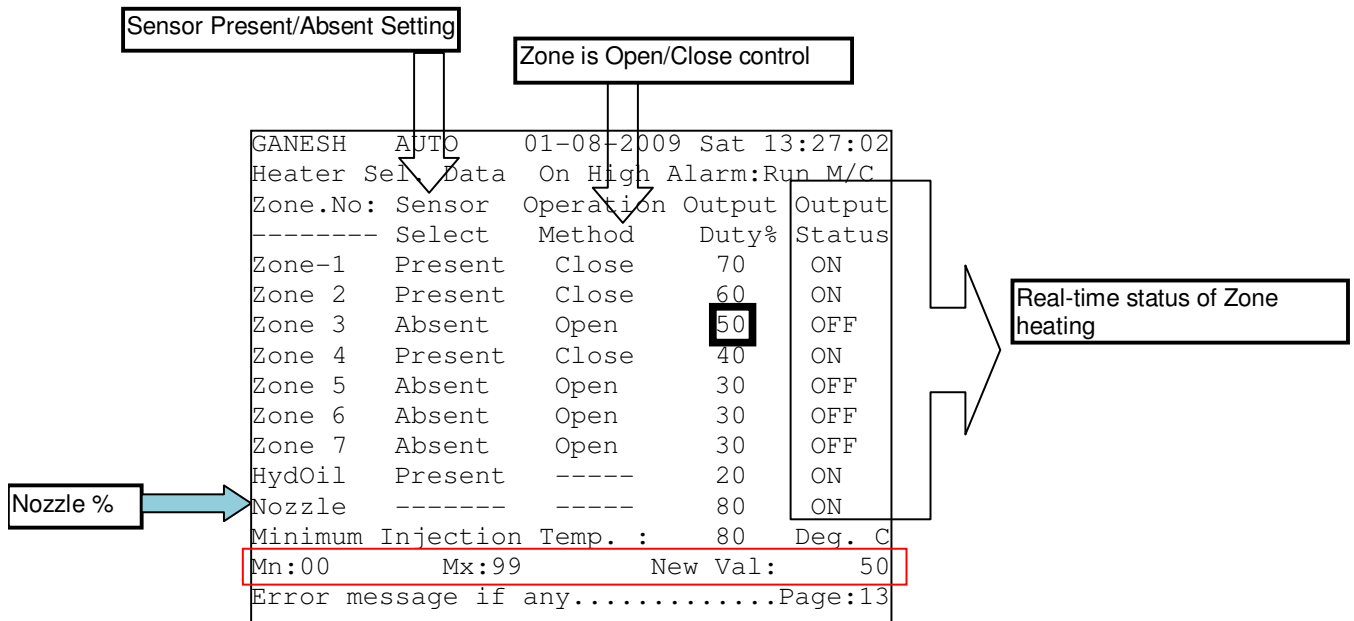 Sensor Present/Absent Setting
Zone is Open/Close control
GANESH AUTO 01-08-2009 Sat 13:27:02
Heater Sel. Data On High Alarm:Run M/C
Zone.No: Sensor Operation Output Output
-------- Select Method Duty% Status
Zone-1 Present Close 70 ON
Zone 2 Present Close 60 ON
Zone 3 Absent Open 50 OFF
Zone 4 Present Close 40 ON
Zone 5 Absent Open 30 OFF
Zone 6 Absent Open 30 OFF
Zone 7 Absent Open 30 OFF
HydOil Present ----- 20 ON
Nozzle ------- ----- 80 ON
Minimum Injection Temp. : 80 Deg. C
Mn:00 Mx:99 New Val: 50
Error message if any.............Page:13
Real-time status of Zone
heating
Nozzle %